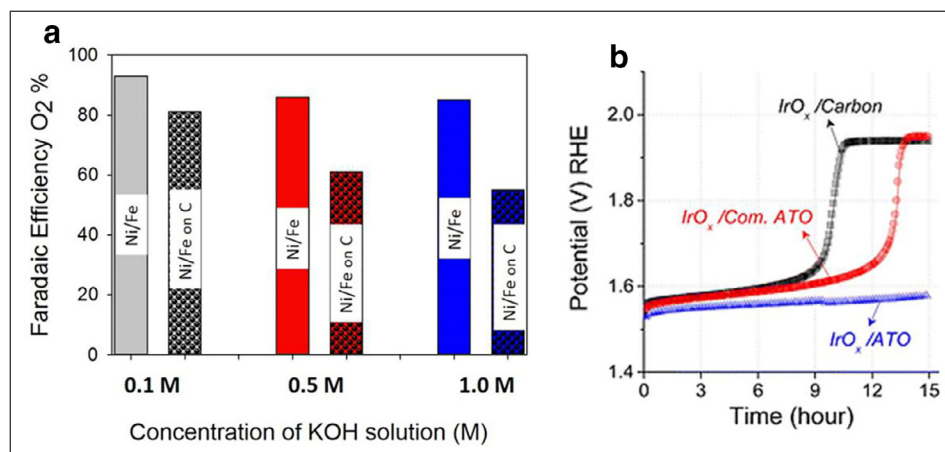 a
Faradaic Efficiency O2 %
100
80
60
40
20
0
Ni/Fe
Ni/Fe on C
Ni/Fe
Ni/Fe on C
Ni/Fe
Ni/Fe on C
0.1 M
0.5 M
1.0 M
Concentration of KOH solution (M)
b
Potential (V) RHE
2.0
1.8
1.6
1.4
IrOx/Carbon
IrOx/Com. ATO
IrOx/ATO
0
3
6
9
12
15
Time (hour)